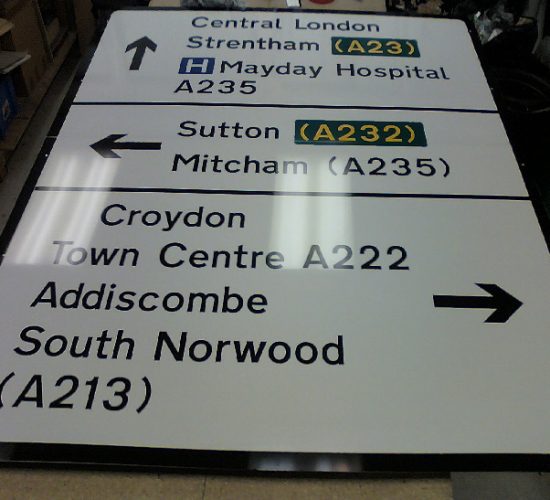 Central London
Strentham (A23)
H Mayday Hospital
A235
Sutton (A232)
Mitcham (A235)
Croydon
Town Centre A222
Addiscombe
South Norwood
(A213)